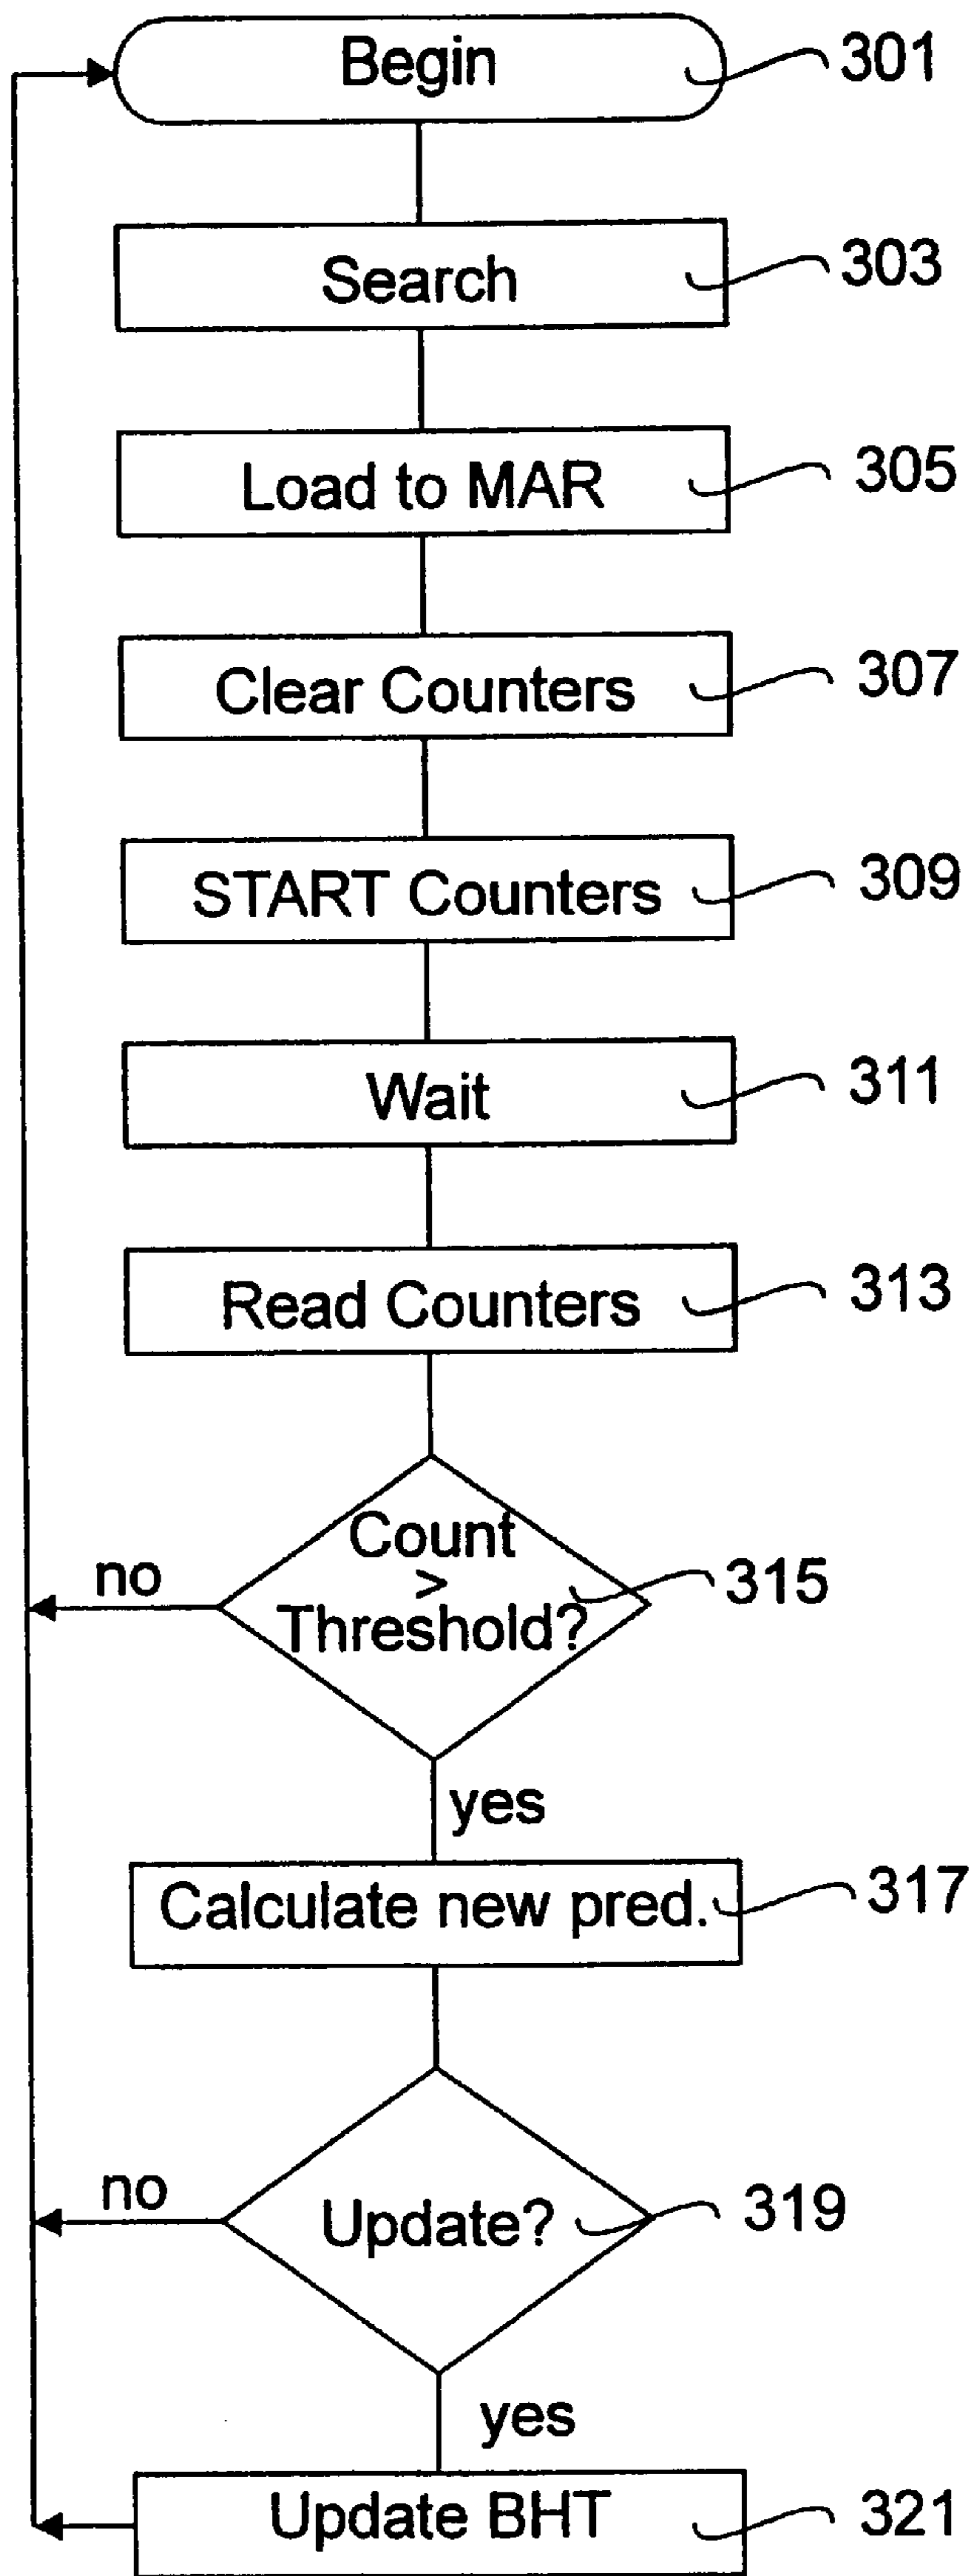 Begin
301
Search
303
Load to MAR
305
Clear Counters
307
START Counters
309
Wait
311
Read Counters
313
Count
>
Threshold?
315
no
yes
Calculate new pred.
317
no
Update?
319
yes
Update BHT
321